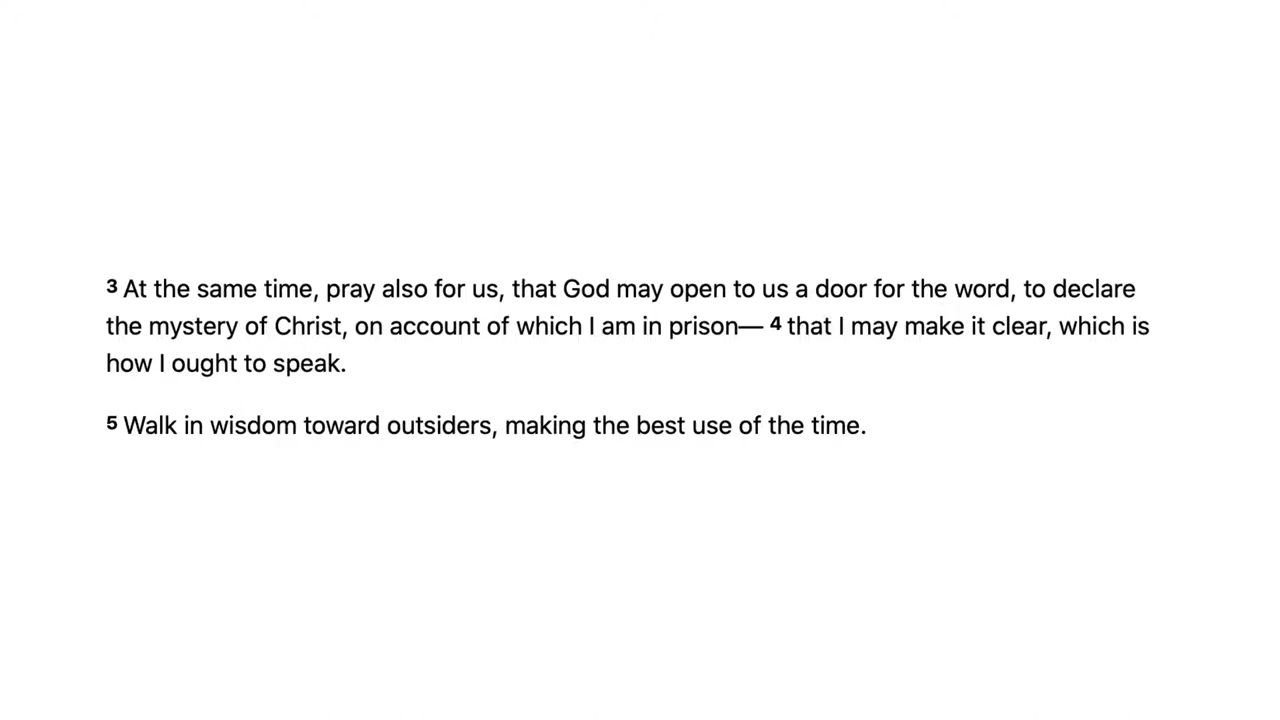 3 At the same time, pray also for us, that God may open to us a door for the word, to declare
the mystery of Christ, on account of which I am in prison— 4 that I may make it clear, which is
how I ought to speak.
5 Walk in wisdom toward outsiders, making the best use of the time.